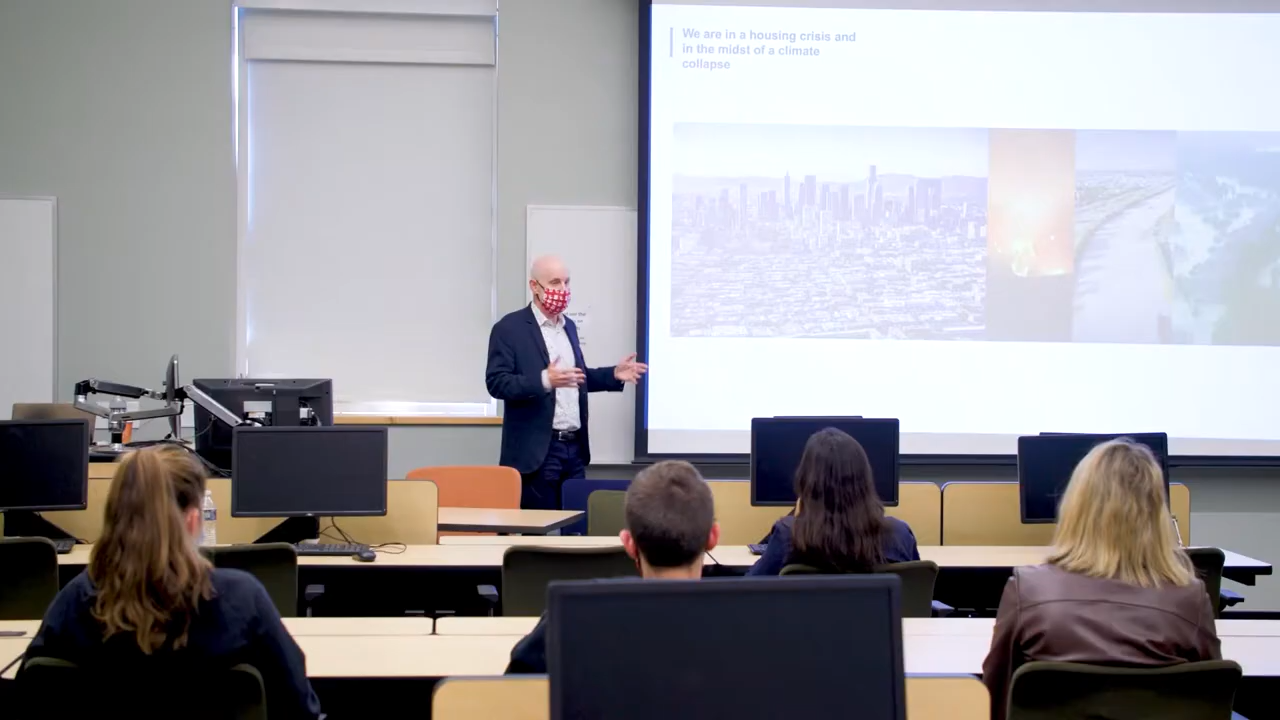 We are in a housing crisis and
in the midst of a climate
collapse